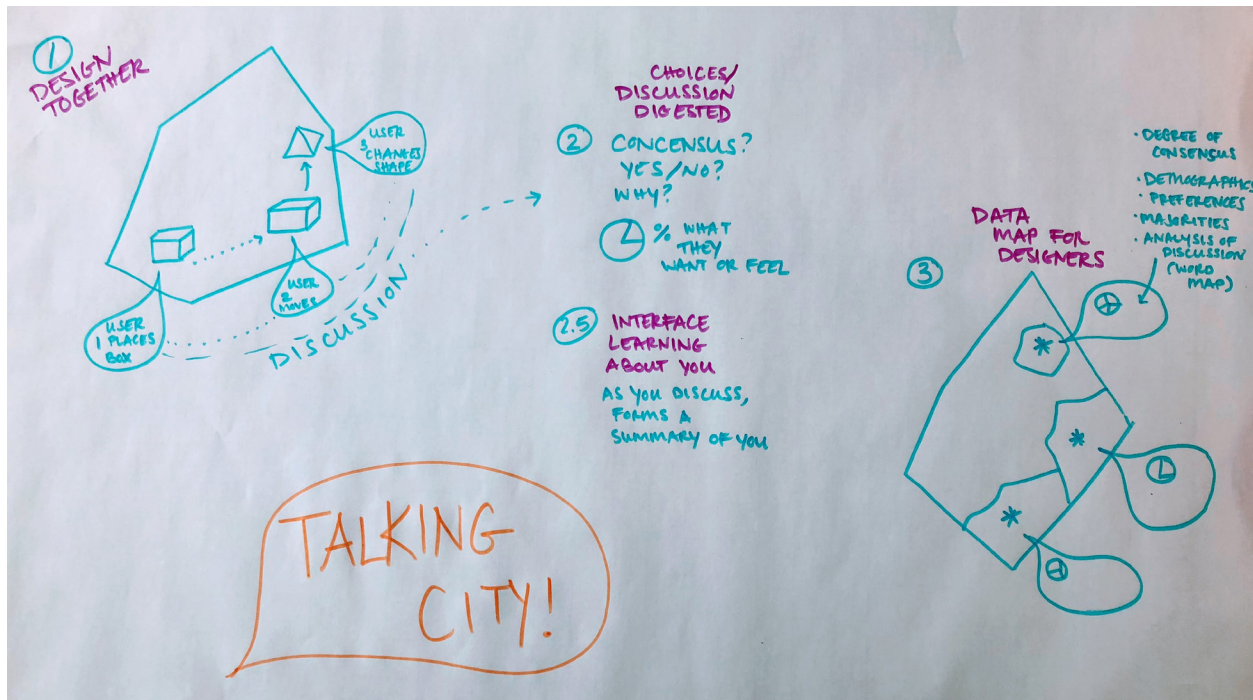 1
DESIGN
TOGETHER
USER
3
CHANGES
SHAPE
USER
2
MOVES
USER
1 PLACES
BOX
DISCUSSION
CHOICES/
DISCUSSION
DIGESTED
2 CONCENSUS?
YES/NO?
WHY?
% WHAT
THEY
WANT OR FEEL
2.5 INTERFACE
LEARNING
ABOUT YOU
AS YOU DISCUSS,
FORMS A
SUMMARY OF YOU
3
DATA
MAP FOR
DESIGNERS
• DEGREE OF
CONSENSUS
• DEMOGRAPHICS
• PREFERENCES
• MAJORITIES
• ANALYSIS OF
DISCUSSION
(WORD
MAP)
TALKING
CITY!